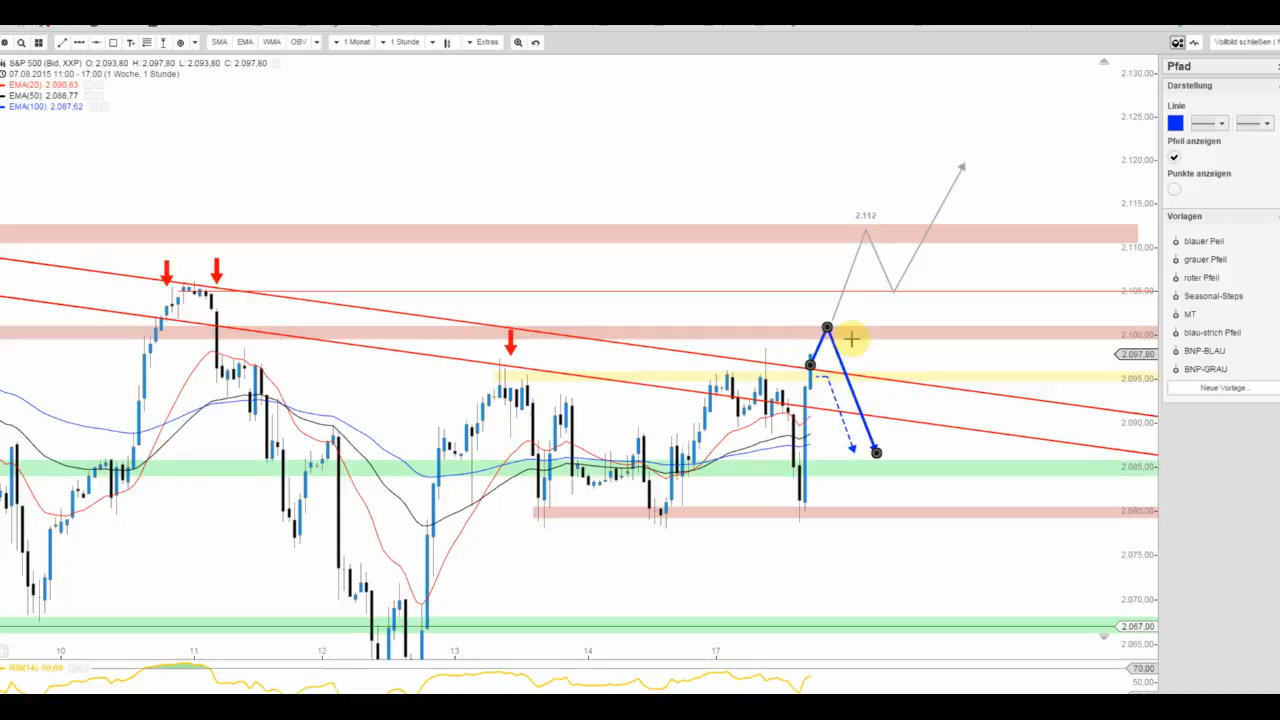 SMA EMA WMA OBV 1 Monat 1 Stunde Extras Vollbild schließen (
S&P 500 (Bid, XXP) O: 2.093,80 H: 2.097,80 L: 2.093,80 C: 2.097,80
07.08.2015 11:00 - 17:00 (1 Woche, 1 Stunde)
EMA(20) 2.090,63
EMA(50) 2.088,77
EMA(100) 2.087,62
2.130,00
2.125,00
2.120,00
2.115,00
2.112
2.110,00
2.105,00
2.100,00
2.097,80
2.095,00
2.090,00
2.085,00
2.080,00
2.075,00
2.070,00
2.067,00
2.065,00
10 11 12 13 14 17
RSI(14)
70,00
50,00
Pfad
Darstellung
Linie
Pfeil anzeigen
Punkte anzeigen
Vorlagen
blauer Peil
grauer Pfeil
roter Pfeil
Seasonal-Steps
MT
blau-strich Pfeil
BNP-BLAU
BNP-GRAU
Neue Vorlage...